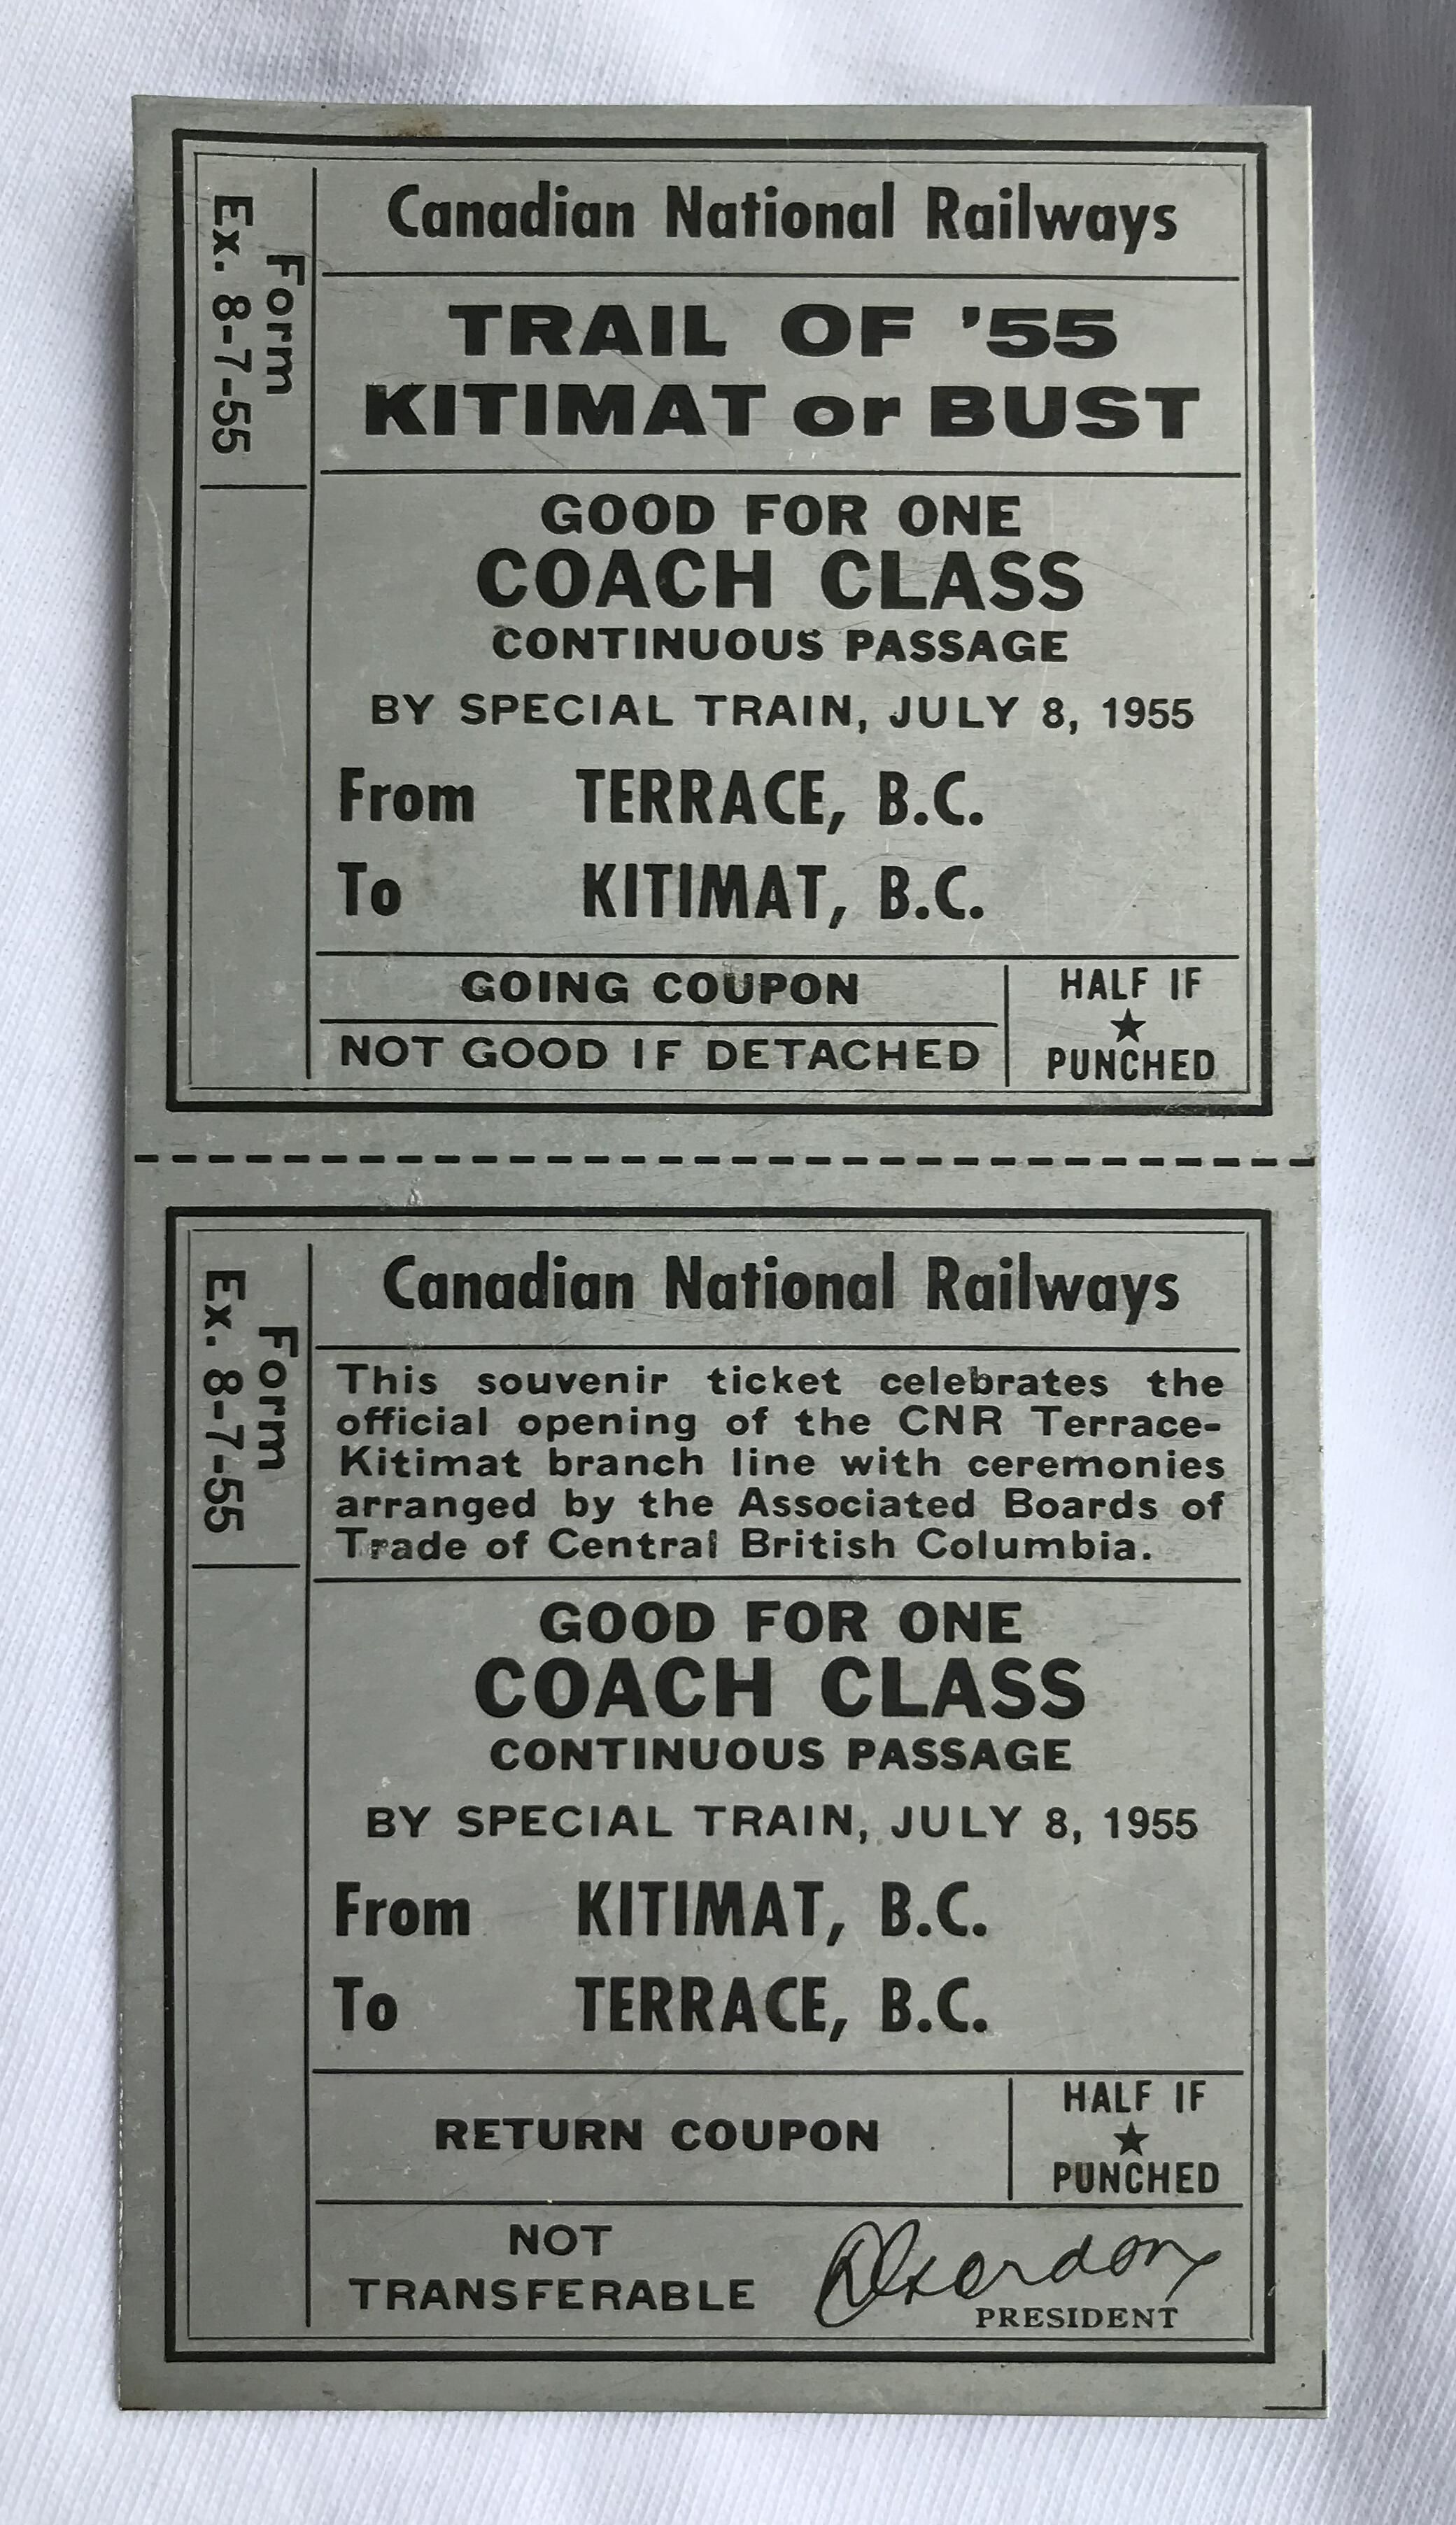 Form
Ex. 8-7-55
Canadian National Railways
TRAIL OF '55
KITIMAT or BUST
GOOD FOR ONE
COACH CLASS
CONTINUOUS PASSAGE
BY SPECIAL TRAIN, JULY 8, 1955
From TERRACE, B.C.
To KITIMAT, B.C.
GOING COUPON
NOT GOOD IF DETACHED
HALF IF
★
PUNCHED
Form
Ex. 8-7-55
Canadian National Railways
This souvenir ticket celebrates the
official opening of the CNR Terrace-
Kitimat branch line with ceremonies
arranged by the Associated Boards of
Trade of Central British Columbia.
GOOD FOR ONE
COACH CLASS
CONTINUOUS PASSAGE
BY SPECIAL TRAIN, JULY 8, 1955
From KITIMAT, B.C.
To TERRACE, B.C.
RETURN COUPON
HALF IF
★
PUNCHED
NOT
TRANSFERABLE
PRESIDENT